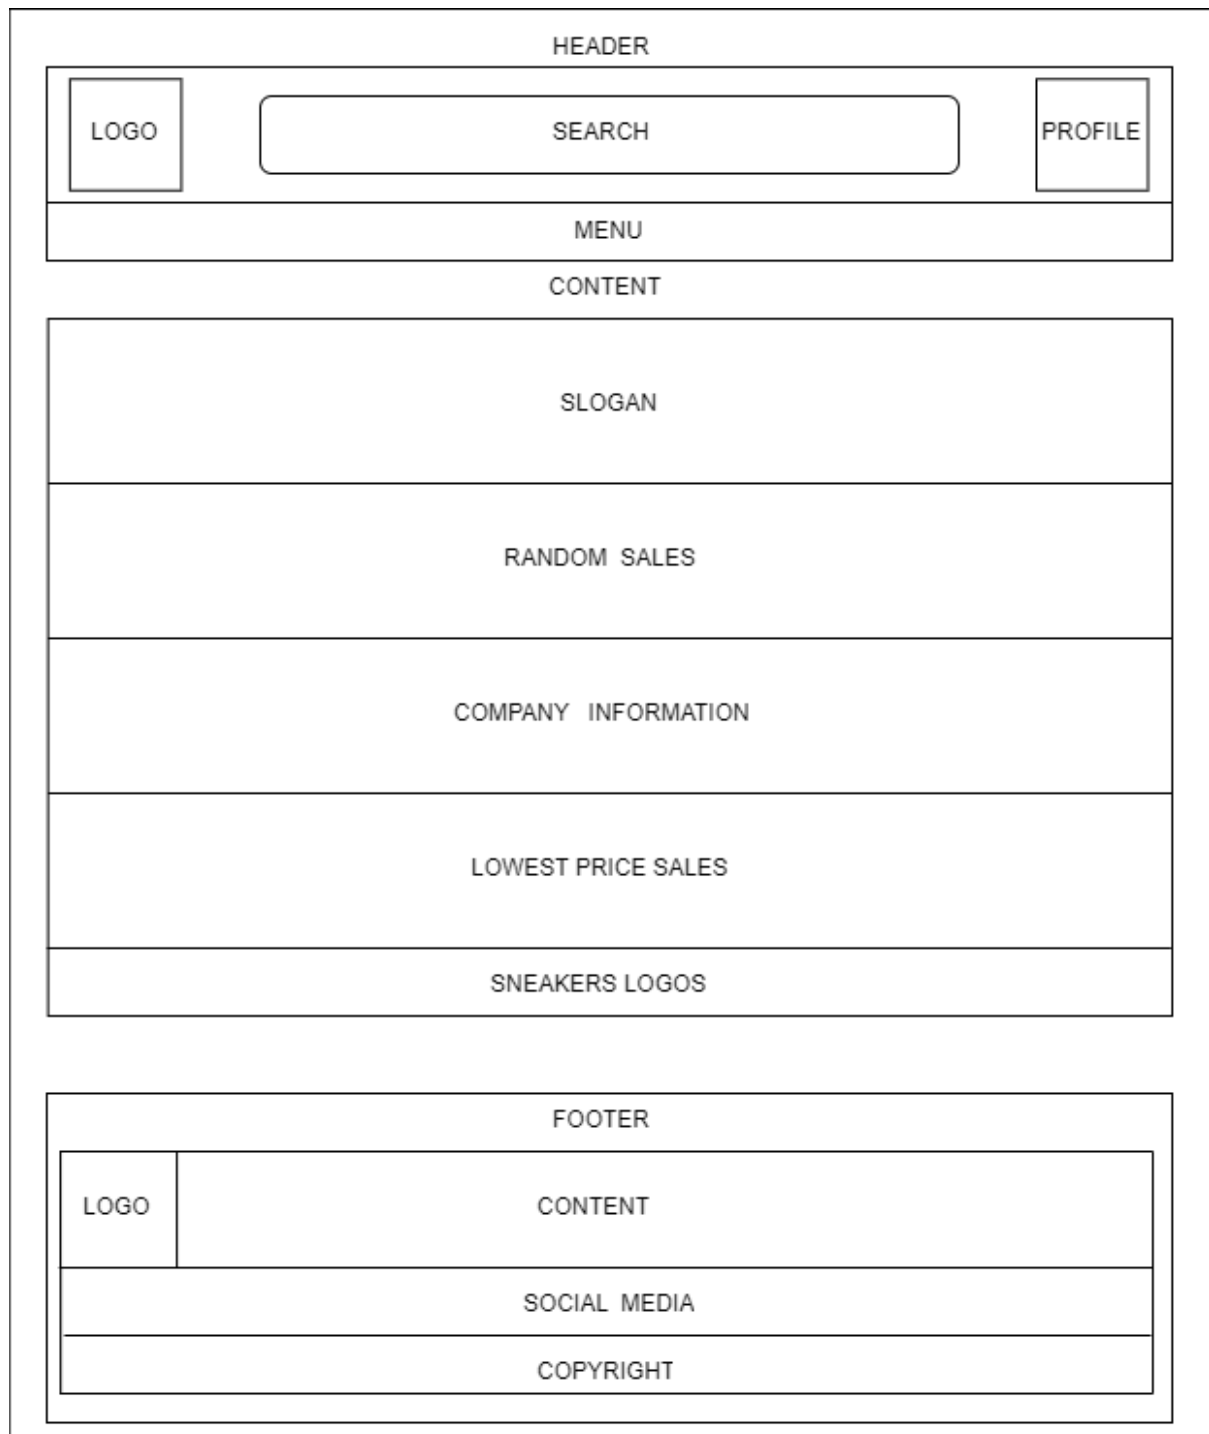 HEADER
LOGO
SEARCH
PROFILE
MENU
CONTENT
SLOGAN
RANDOM SALES
COMPANY INFORMATION
LOWEST PRICE SALES
SNEAKERS LOGOS
FOOTER
LOGO
CONTENT
SOCIAL MEDIA
COPYRIGHT